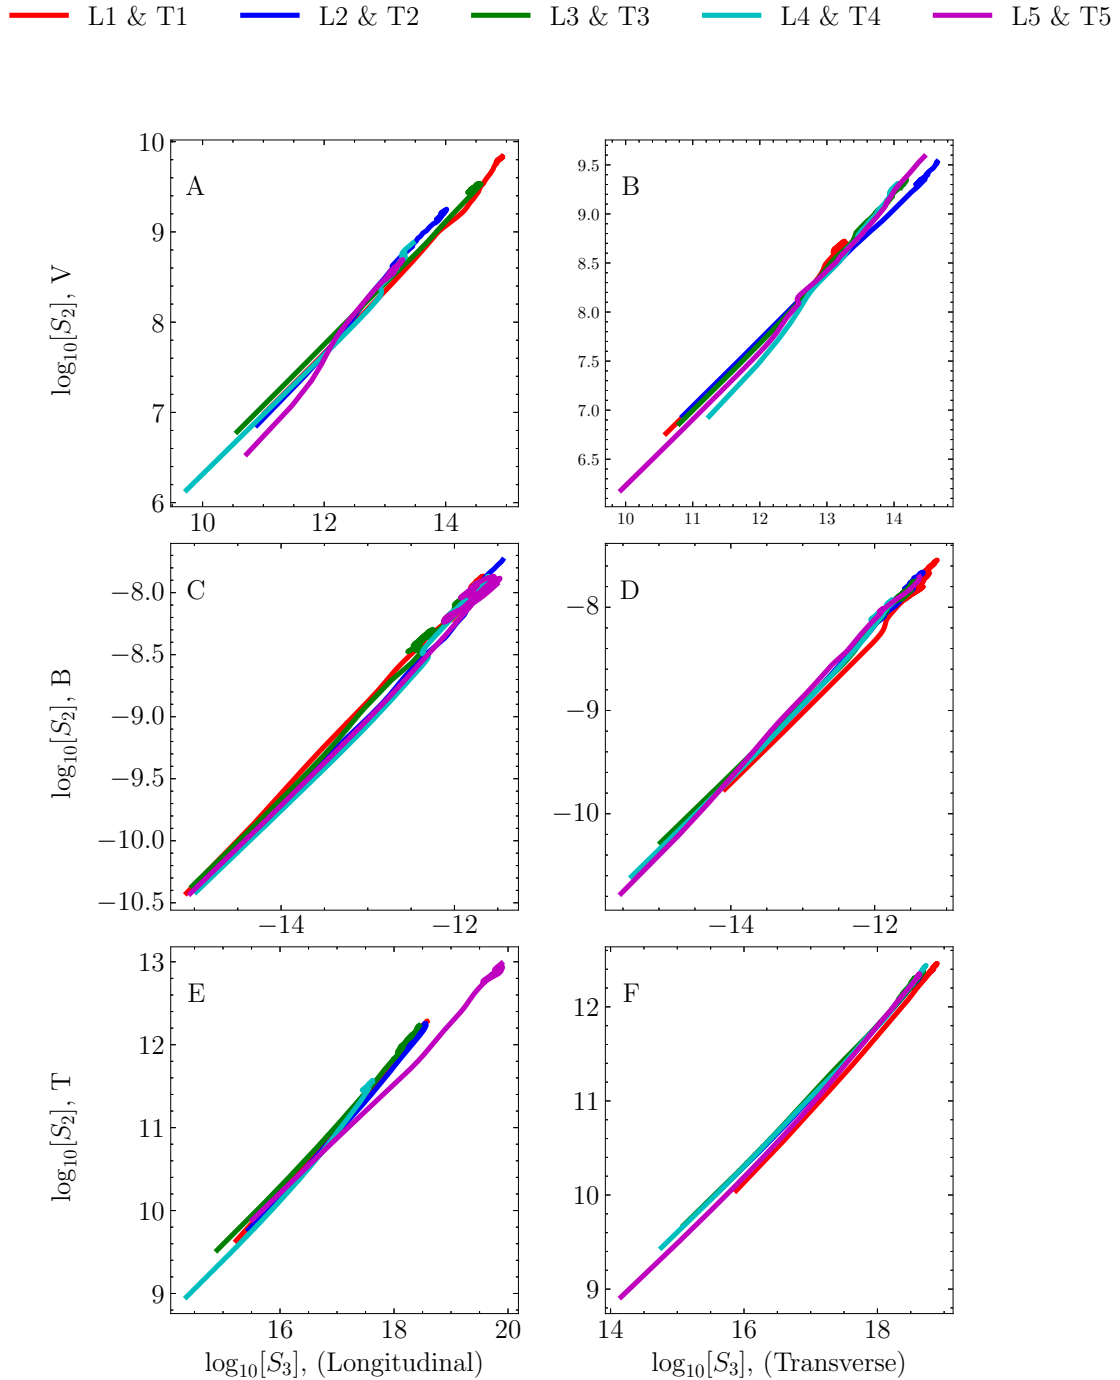 L1 & T1 L2 & T2 L3 & T3 L4 & T4 L5 & T5
A
log₁₀[S₂], V
10
9
8
7
6
10 12 14
B
9.5
9.0
8.5
8.0
7.5
7.0
6.5
10 11 12 13 14
C
log₁₀[S₂], B
−8.0
−8.5
−9.0
−9.5
−10.0
−10.5
−14 −12
D
−8
−9
−10
−14 −12
E
log₁₀[S₂], T
13
12
11
10
9
16 18 20
log₁₀[S₃], (Longitudinal)
F
12
11
10
9
14 16 18
log₁₀[S₃], (Transverse)